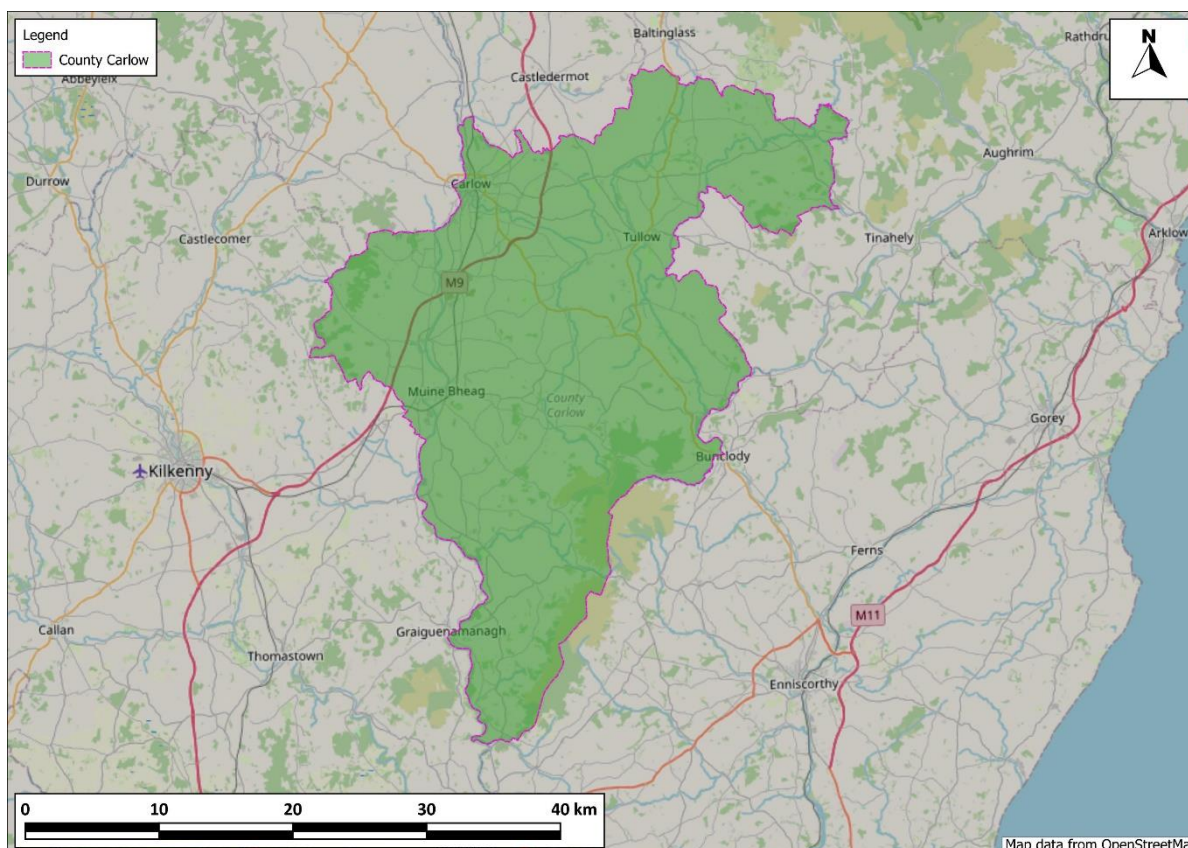 Legend
County Carlow
N
Baltinglass
Castledermot
Abbeyleix
Aughrim
Durrow
Carlow
Arklow
Castlecomer
Tullow
Tinahely
M9
Muine Bheag
County
Carlow
Gorey
Kilkenny
Bunclody
Ferns
M11
Callan
Graiguenamanagh
Thomastown
Enniscorthy
0 10 20 30 40 km
Map data from OpenStreetMa